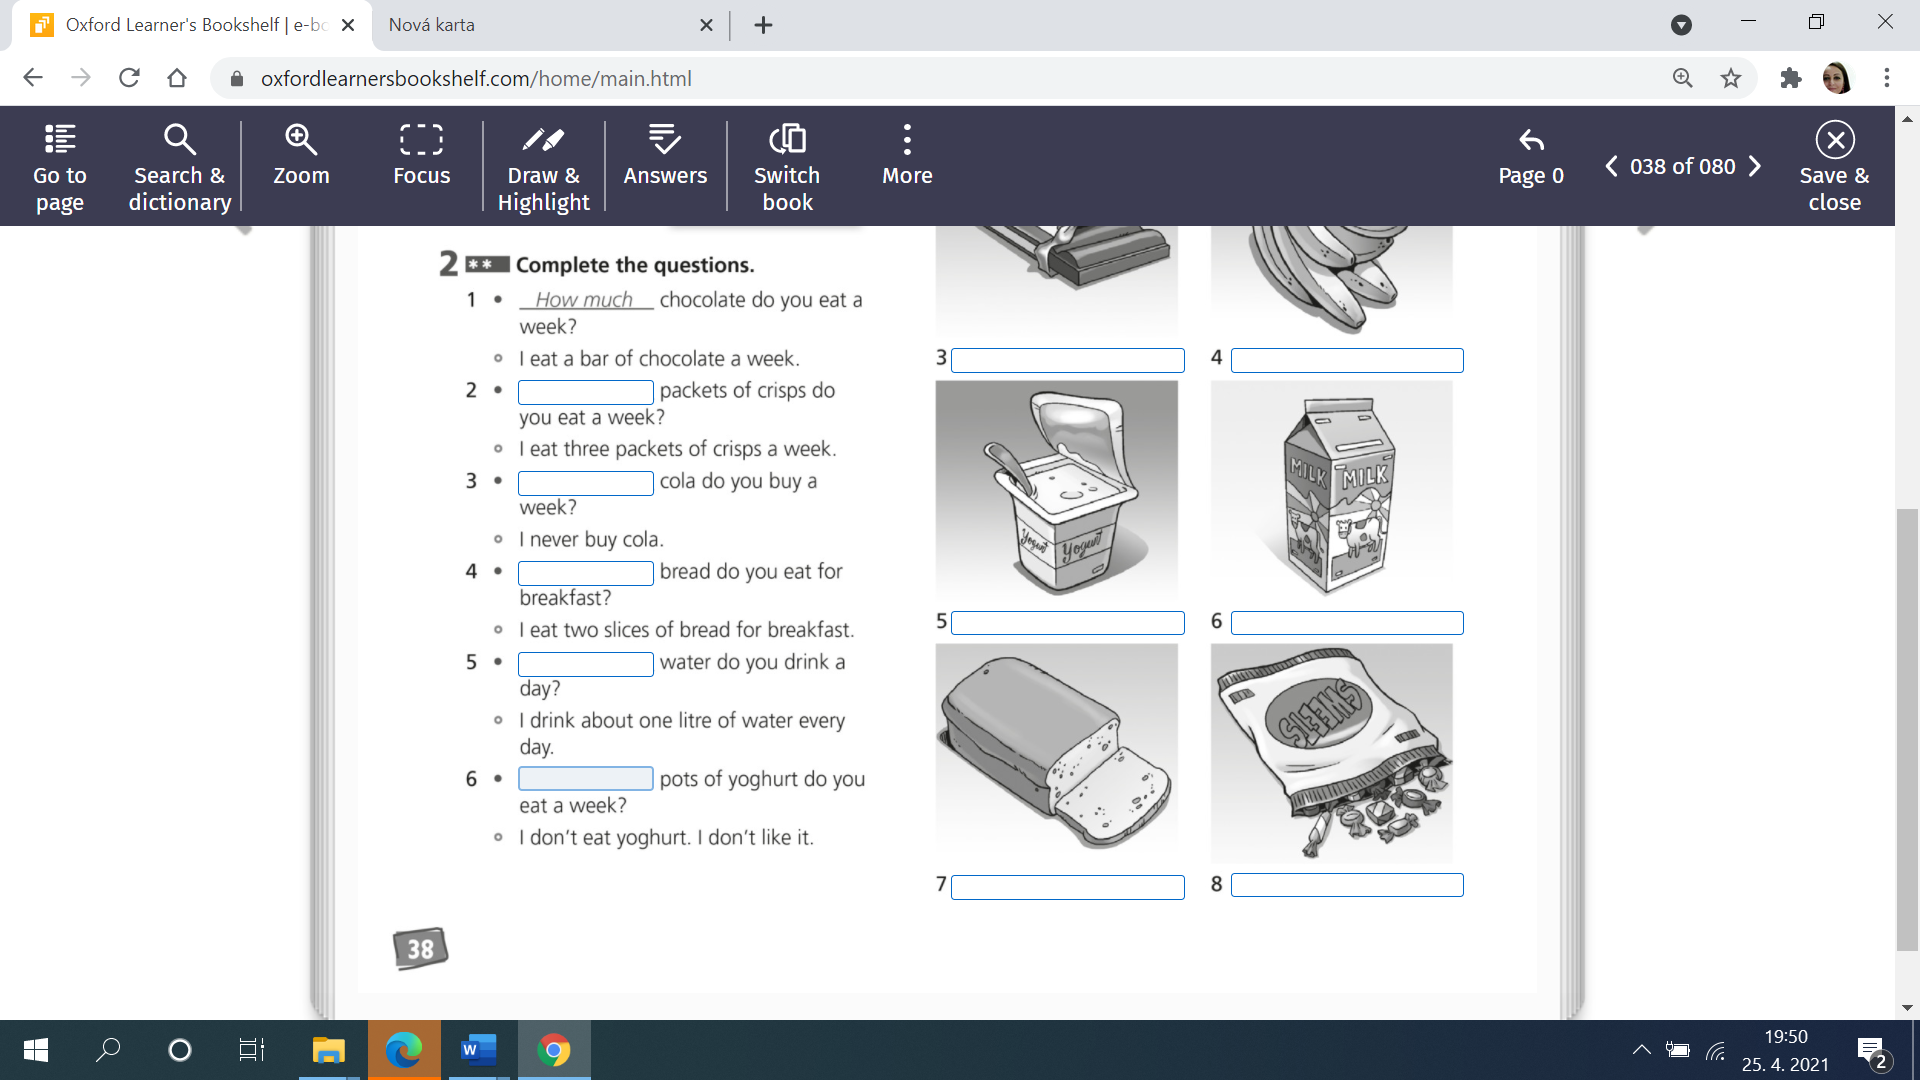 Oxford Learner's Bookshelf | e-bo
Nová karta
oxfordlearnersbookshelf.com/home/main.html
Go to
page
Search &
dictionary
Zoom
Focus
Draw &
Highlight
Answers
Switch
book
More
Page 0
038 of 080
Save &
close
2 ** Complete the questions.
1 • How much chocolate do you eat a
week?
I eat a bar of chocolate a week.
2 • packets of crisps do
you eat a week?
I eat three packets of crisps a week.
3 • cola do you buy a
week?
I never buy cola.
4 • bread do you eat for
breakfast?
I eat two slices of bread for breakfast.
5 • water do you drink a
day?
I drink about one litre of water every
day.
6 • pots of yoghurt do you
eat a week?
I don't eat yoghurt. I don't like it.
38
3
4
Yogurt Yogurt
MILK MILK
5
6
SWEETS
7
8
W
19:50
25. 4. 2021
2